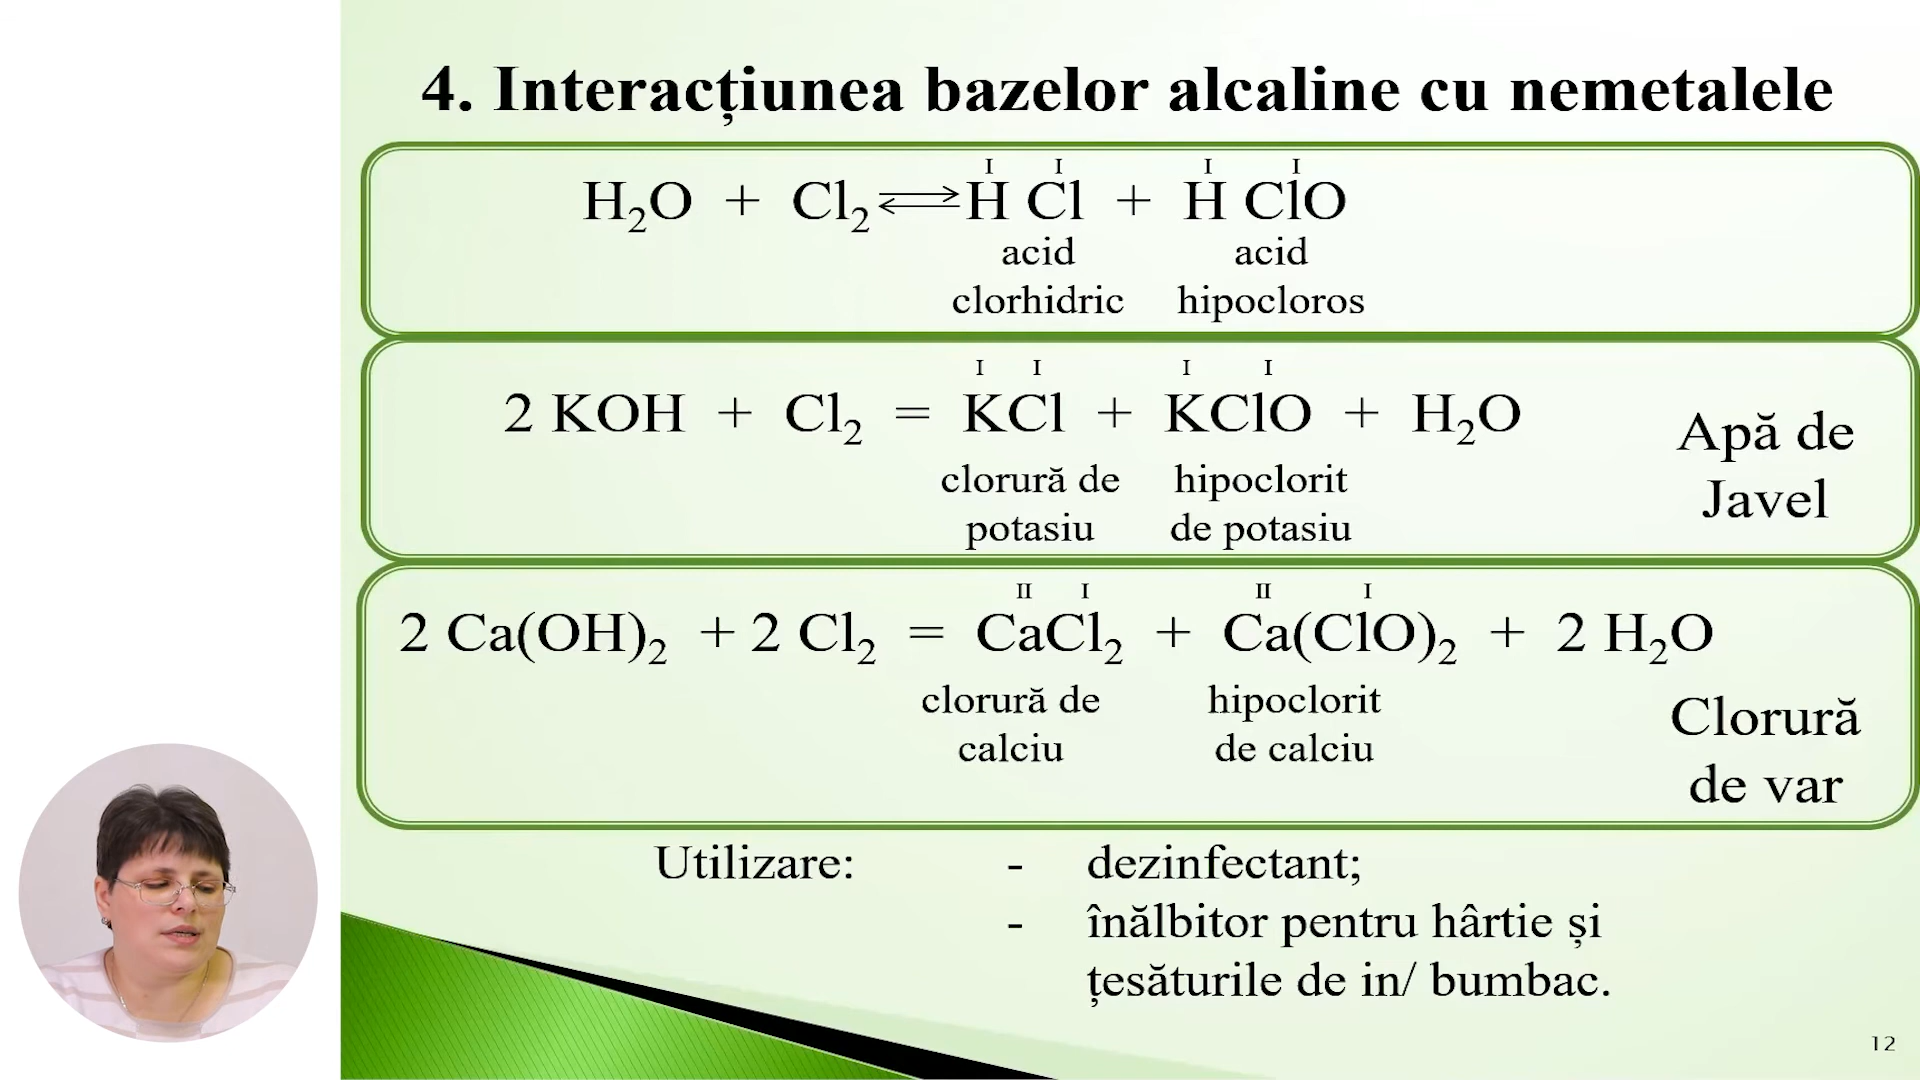 4. Interacțiunea bazelor alcaline cu nemetalele
I I I I
H₂O + Cl₂ ⇌ H Cl + H ClO
acid acid
clorhidric hipocloros
I I I I
2 KOH + Cl₂ = KCl + KClO + H₂O
clorură de hipoclorit
potasiu de potasiu
Apă de
Javel
II I II I
2 Ca(OH)₂ + 2 Cl₂ = CaCl₂ + Ca(ClO)₂ + 2 H₂O
clorură de hipoclorit
calciu de calciu
Clorură
de var
Utilizare: - dezinfectant;
- înălbitor pentru hârtie și
țesăturile de in/ bumbac.
12